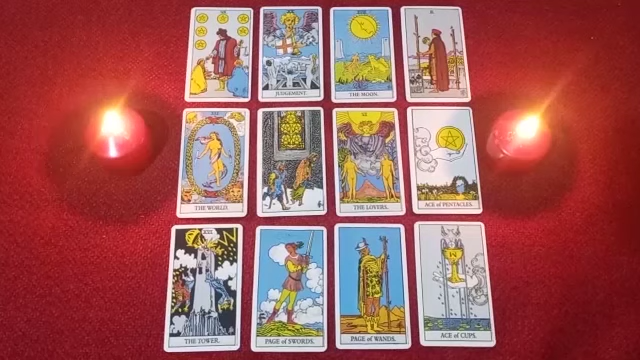 JUDGEMENT.
THE MOON.
THE WORLD.
THE LOVERS.
ACE of PENTACLES.
THE TOWER.
PAGE of SWORDS.
PAGE of WANDS.
ACE of CUPS.